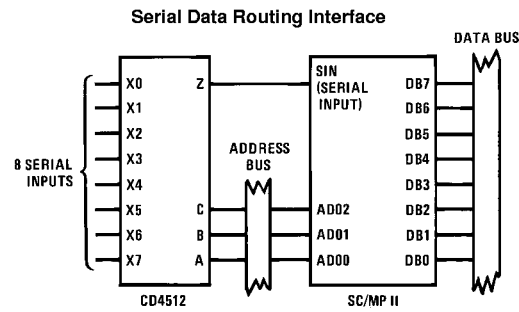 Serial Data Routing Interface
DATA BUS
8 SERIAL
INPUTS
X0
X1
X2
X3
X4
X5
X6
X7
Z
C
B
A
CD4512
ADDRESS
BUS
SIN
(SERIAL
INPUT)
AD02
AD01
AD00
DB7
DB6
DB5
DB4
DB3
DB2
DB1
DB0
SC/MP II